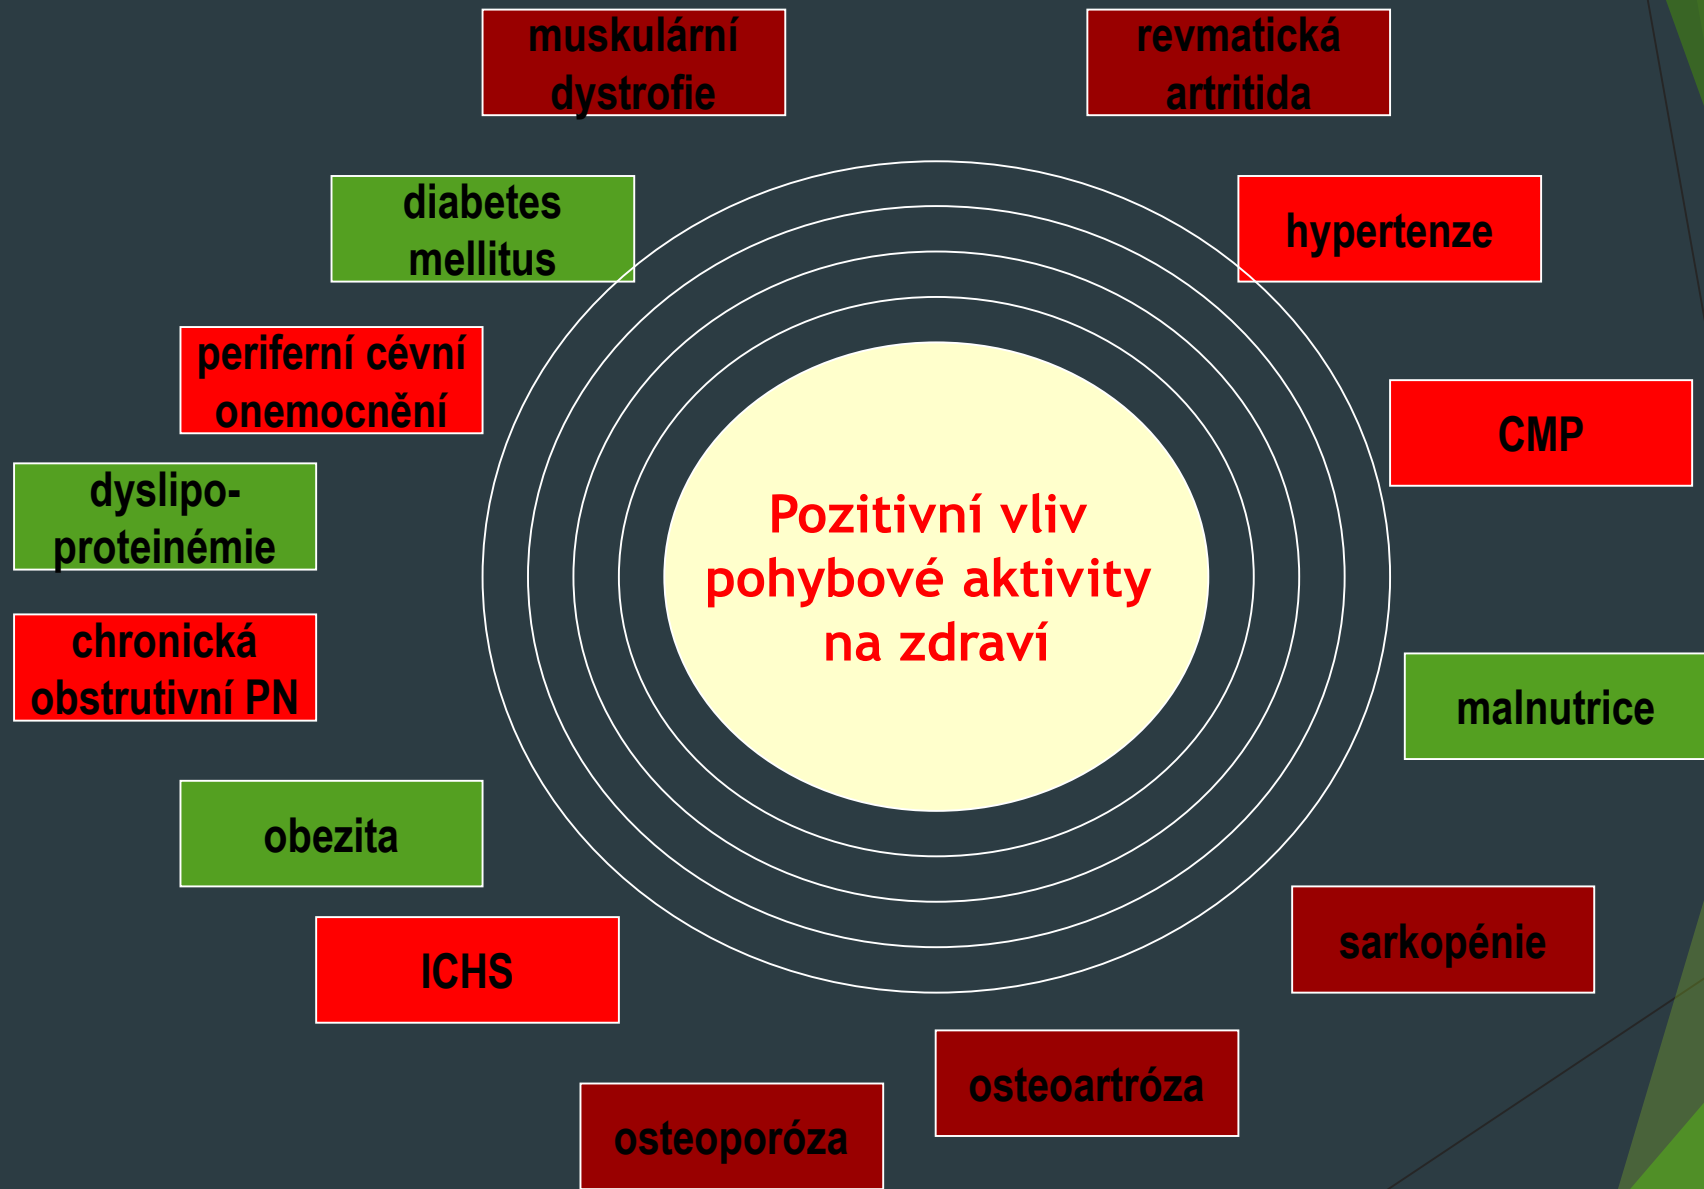 muskulární
dystrofie
revmatická
artritida
diabetes
mellitus
hypertenze
periferní cévní
onemocnění
CMP
dyslipo-
proteinémie
Pozitivní vliv
pohybové aktivity
na zdraví
chronická
obstrutivní PN
malnutrice
obezita
sarkopénie
ICHS
osteoartróza
osteoporóza